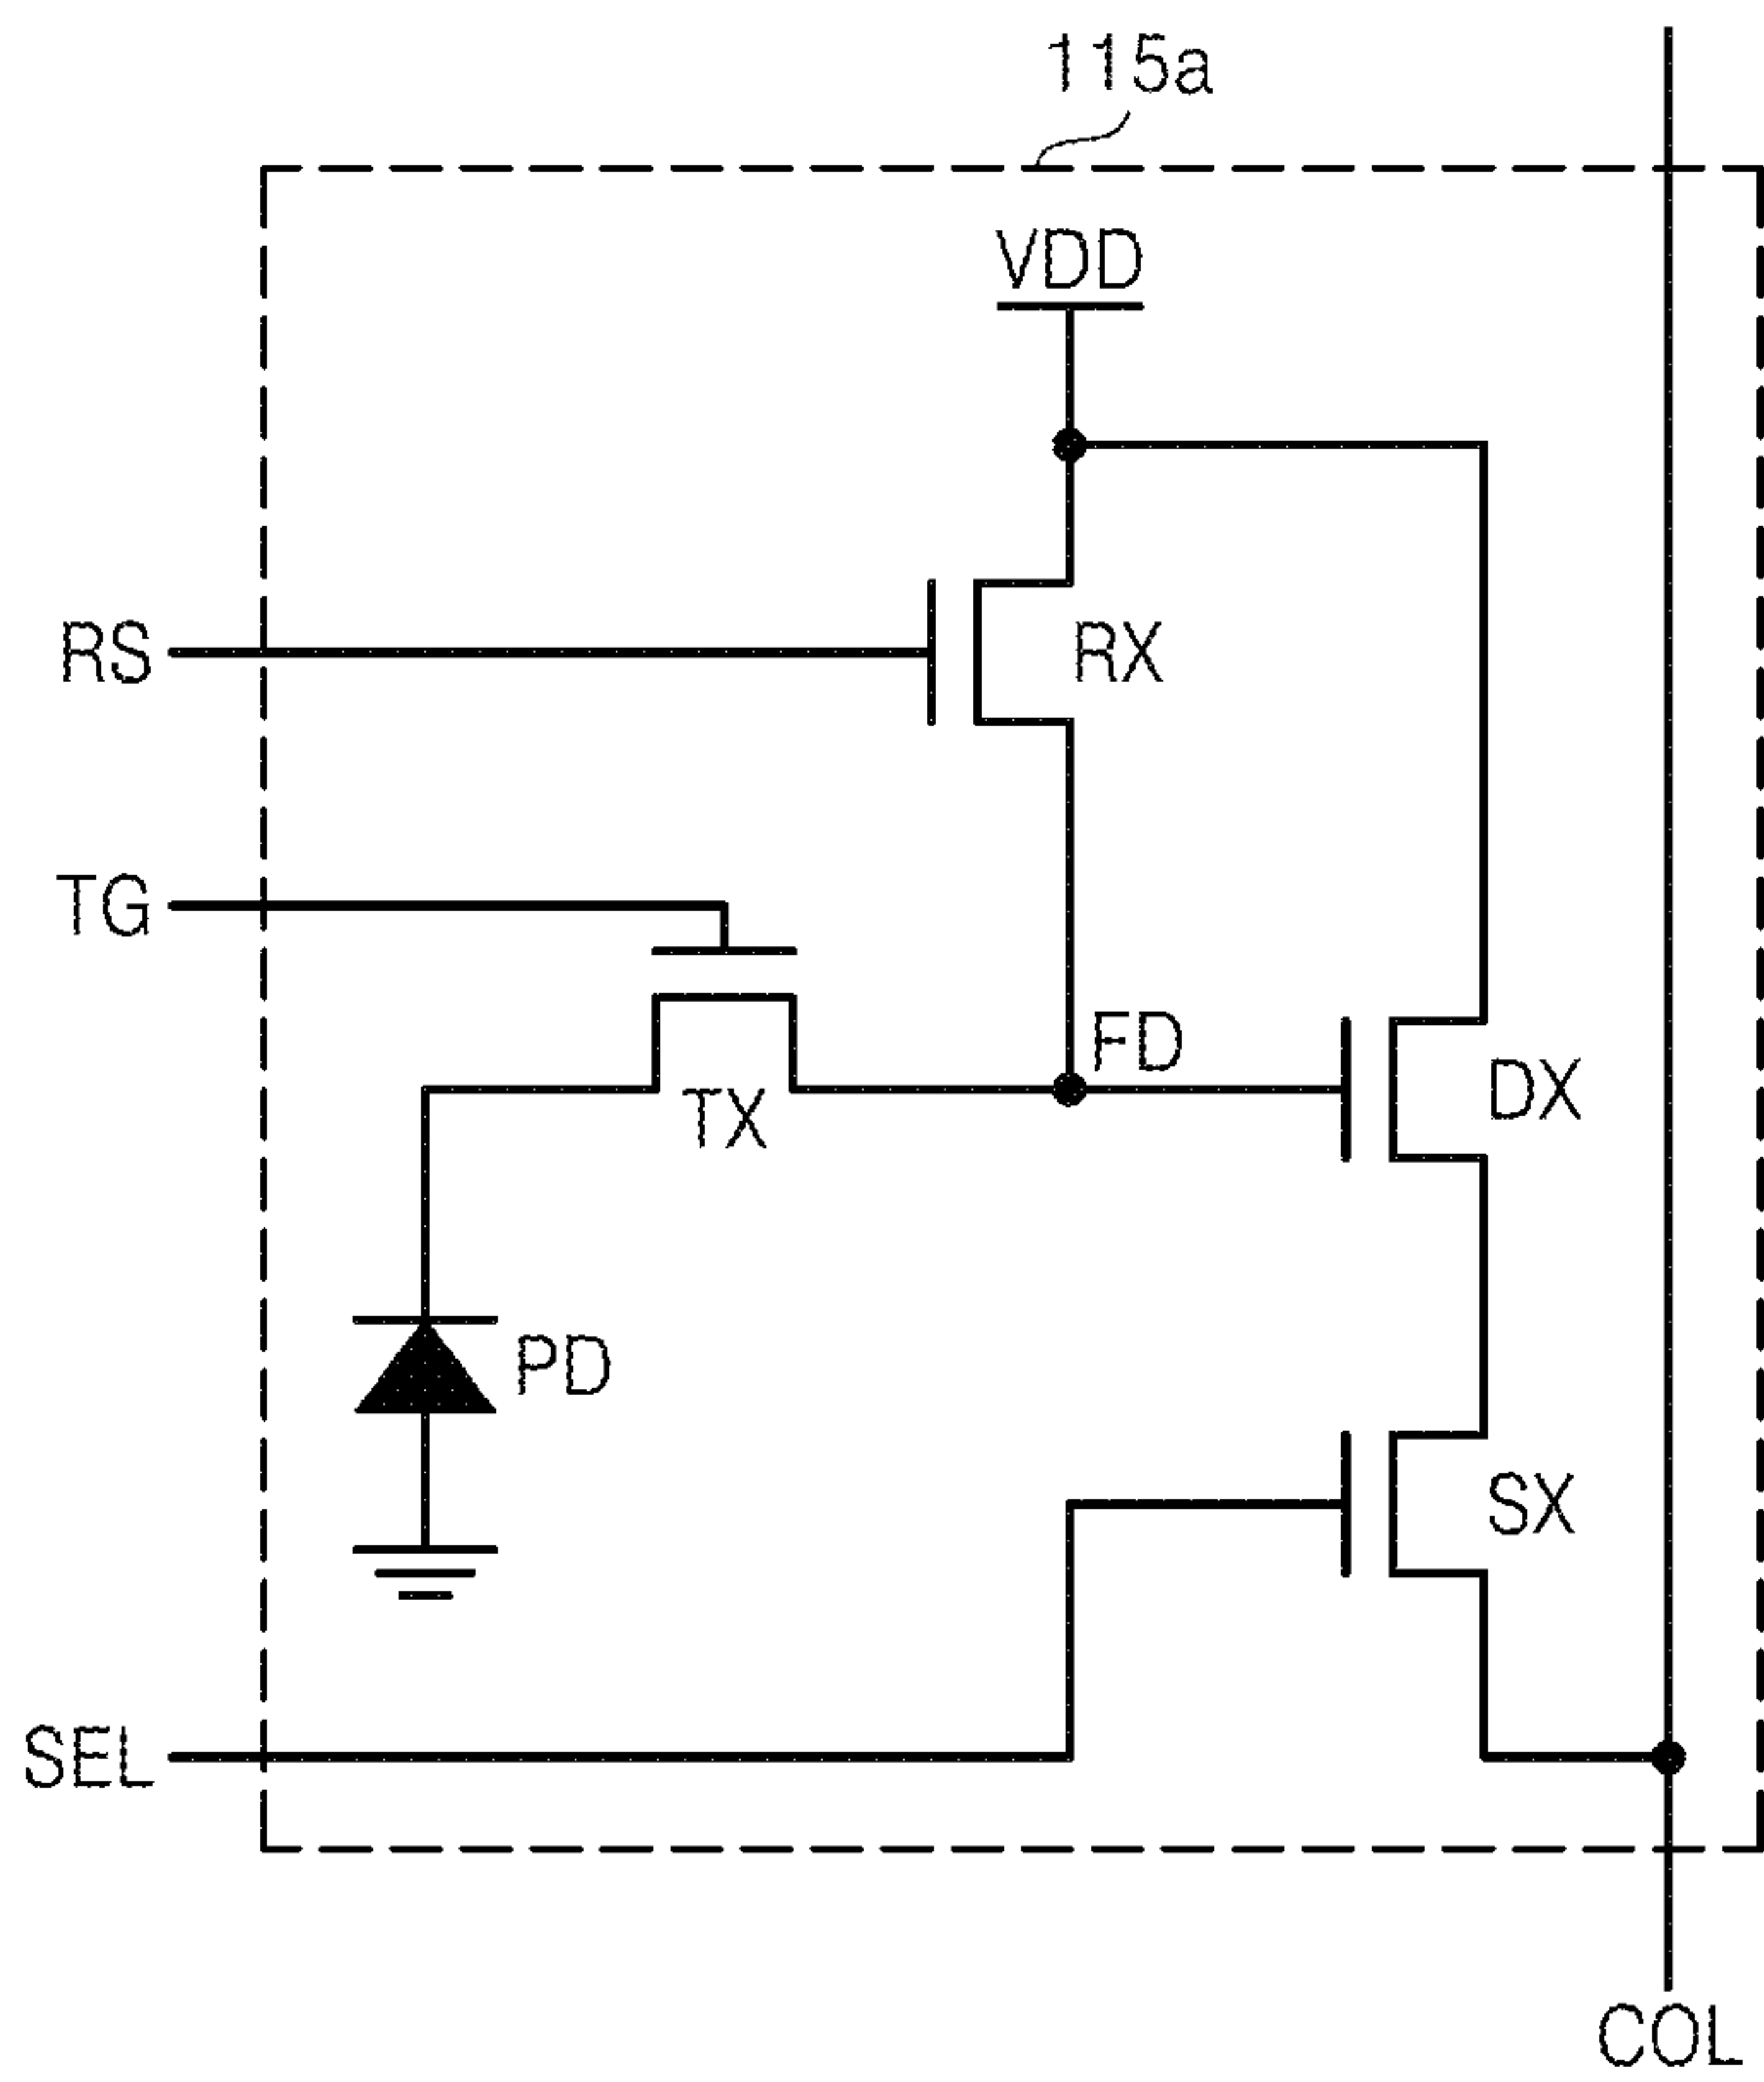 115a
VDD
RS
RX
TG
FD
DX
TX
PD
SX
SEL
COL